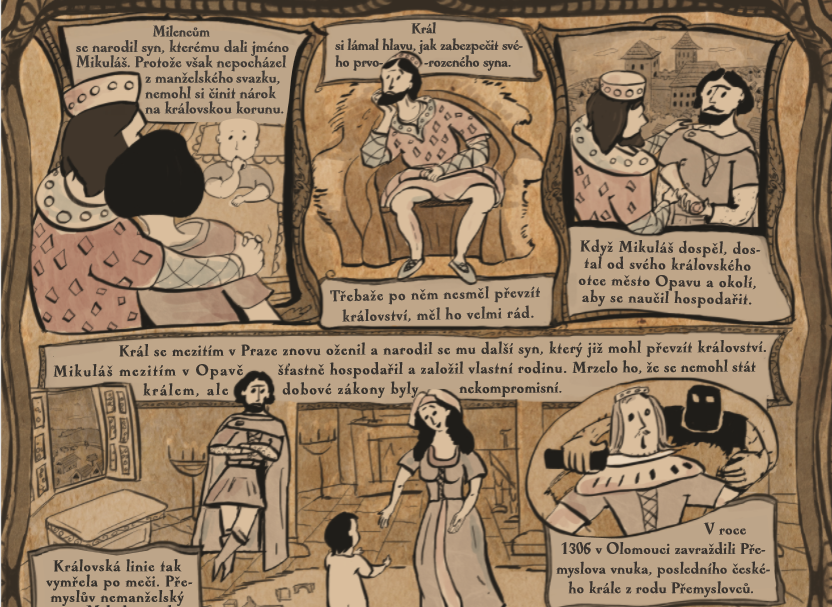 Milencům
se narodil syn, kterému dali jméno
Mikuláš. Protože však nepocházel
z manželského svazku,
nemohl si činit nárok
na královskou korunu.
Král
si lámal hlavu, jak zabezpečit své-
ho prvo- -rozeného syna.
Třebaže po něm nesměl převzít
království, měl ho velmi rád.
Když Mikuláš dospěl, dos-
tal od svého královského
otce město Opavu a okolí,
aby se naučil hospodařit.
Král se mezitím v Praze znovu oženil a narodil se mu další syn, který již mohl převzít království.
Mikuláš mezitím v Opavě šťastně hospodařil a založil vlastní rodinu. Mrzelo ho, že se nemohl stát
králem, ale dobové zákony byly nekompromisní.
Královská linie tak
vymřela po meči. Pře-
myslův nemanželský
V roce
1306 v Olomouci zavraždili Pře-
myslova vnuka, posledního české-
ho krále z rodu Přemyslovců.